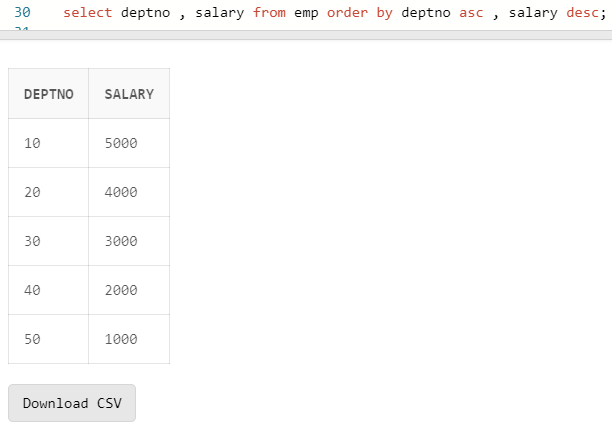 30 select deptno , salary from emp order by deptno asc , salary desc;
DEPTNO SALARY
10 5000
20 4000
30 3000
40 2000
50 1000
Download CSV